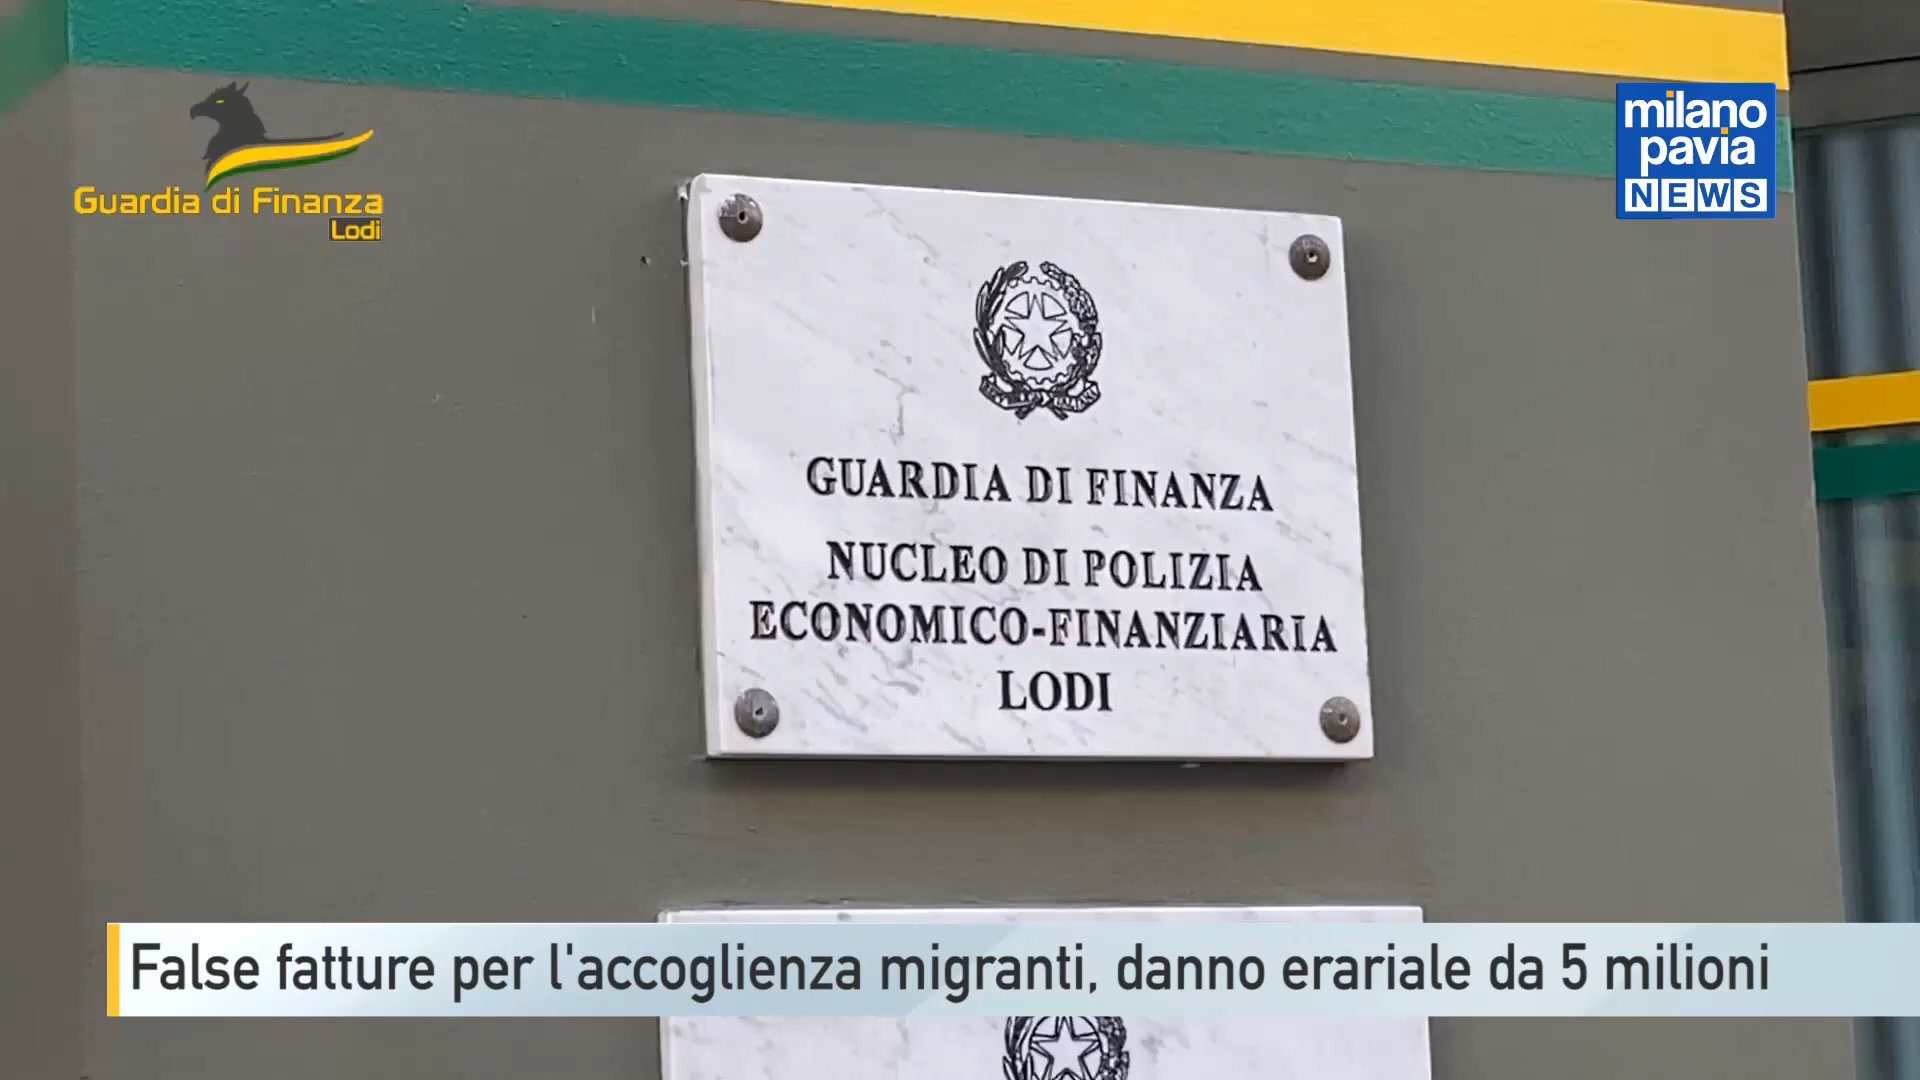 Guardia di Finanza
Lodi
milano
pavia
NEWS
GUARDIA DI FINANZA
NUCLEO DI POLIZIA
ECONOMICO-FINANZIARIA
LODI
False fatture per l'accoglienza migranti, danno erariale da 5 milioni